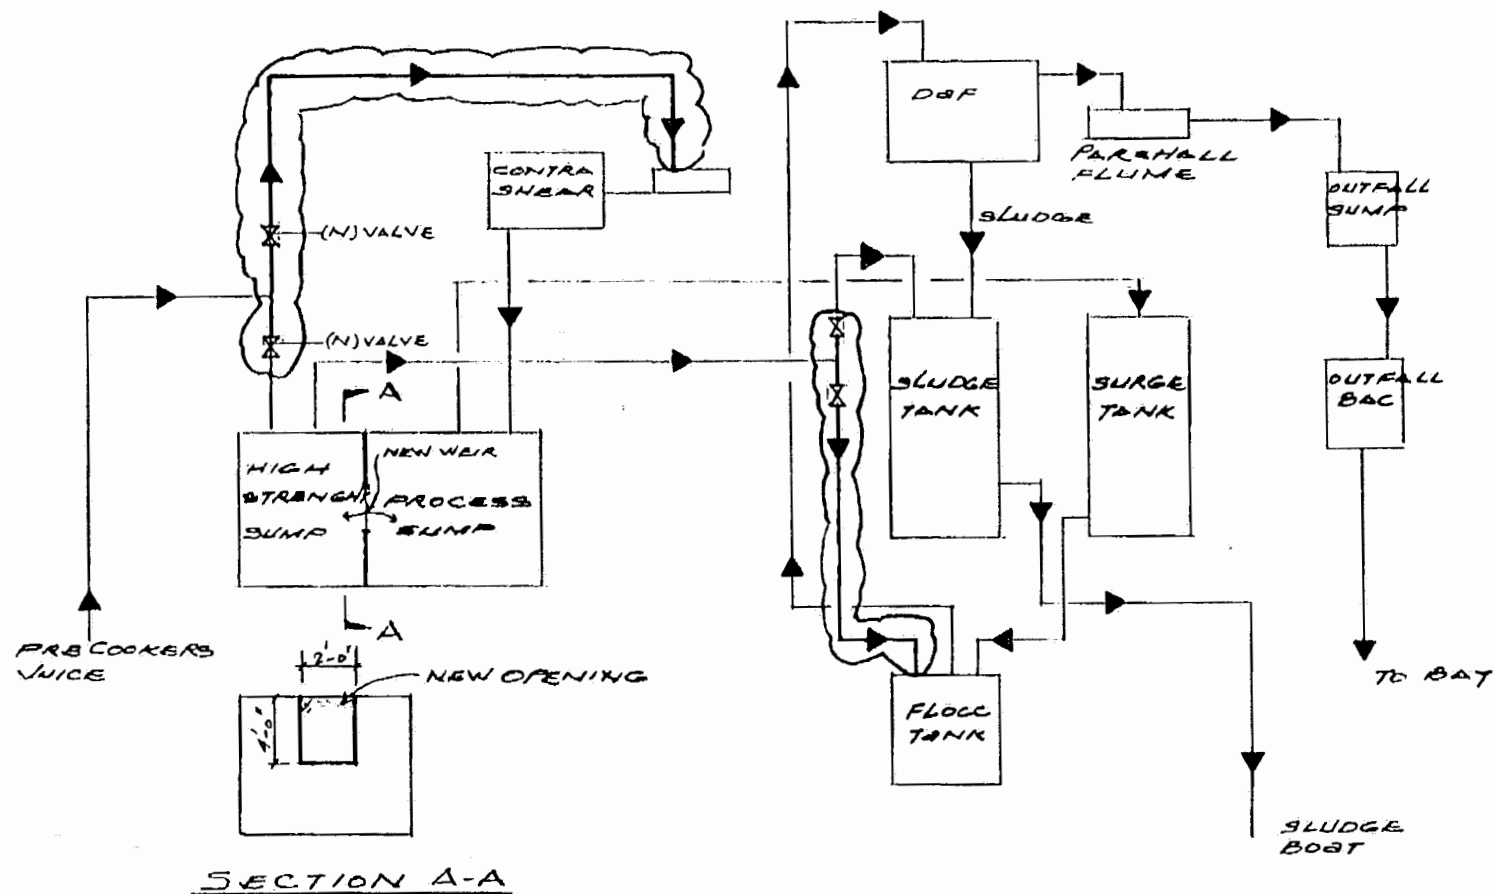 DAF
PARSHALL
FLUME
CONTRA
SHEAR
OUTFALL
SUMP
SLUDGE
(N) VALVE
(N) VALVE
SLUDGE
TANK
SURGE
TANK
OUTFALL
BAC
A
NEW WEIR
HIGH
STRENGH
SUMP
PROCESS
SUMP
A
PRE COOKERS
JUICE
2'-0"
NEW OPENING
4'-0"
TO BAY
FLOCC
TANK
SLUDGE
BOAT
SECTION A-A